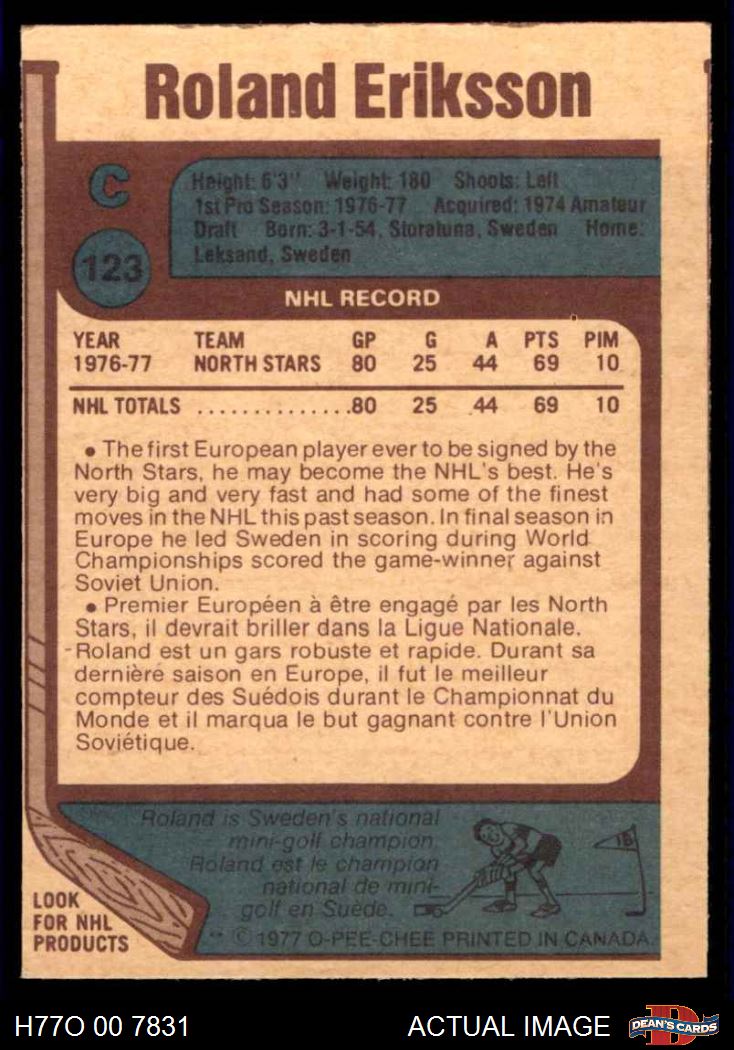 Roland Eriksson
C
Height: 6'3" Weight: 180 Shoots: Left
1st Pro Season: 1976-77 Acquired: 1974 Amateur
Draft Born: 3-1-54, Storatuna, Sweden Home:
Leksand, Sweden
123
NHL RECORD
YEAR TEAM GP G A PTS PIM
1976-77 NORTH STARS 80 25 44 69 10
NHL TOTALS ..............80 25 44 69 10
• The first European player ever to be signed by the
North Stars, he may become the NHL's best. He's
very big and very fast and had some of the finest
moves in the NHL this past season. In final season in
Europe he led Sweden in scoring during World
Championships scored the game-winner against
Soviet Union.
• Premier Européen à être engagé par les North
Stars, il devrait briller dans la Ligue Nationale.
Roland est un gars robuste et rapide. Durant sa
dernière saison en Europe, il fut le meilleur
compteur des Suédois durant le Championnat du
Monde et il marqua le but gagnant contre l'Union
Soviétique.
Roland is Sweden's national
mini-golf champion.
Roland est le champion
national de mini-
golf en Suède.
18
LOOK
FOR NHL
PRODUCTS
** © 1977 O-PEE-CHEE PRINTED IN CANADA
H77O 00 7831 ACTUAL IMAGE
D
DEAN'S CARDS